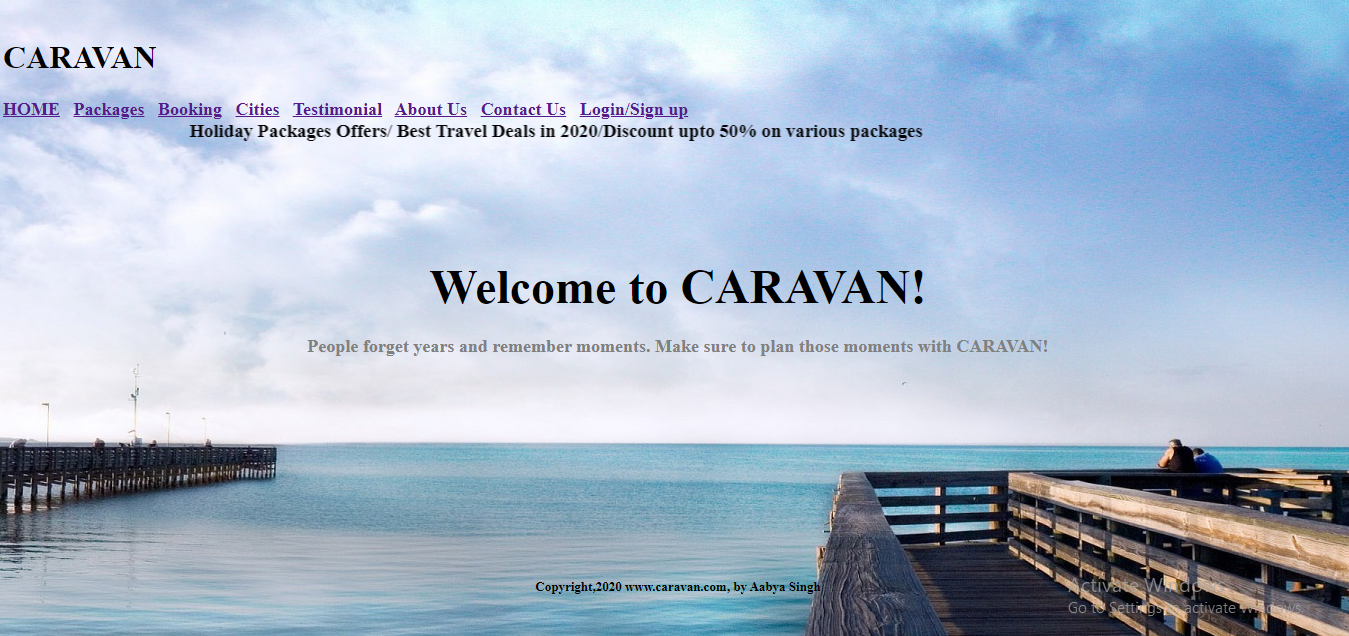 CARAVAN
HOME Packages Booking Cities Testimonial About Us Contact Us Login/Sign up
Holiday Packages Offers/ Best Travel Deals in 2020/Discount upto 50% on various packages
Welcome to CARAVAN!
People forget years and remember moments. Make sure to plan those moments with CARAVAN!
Copyright,2020 www.caravan.com, by Aabya Singh
Activate Windows
Go to Settings to activate Windows.